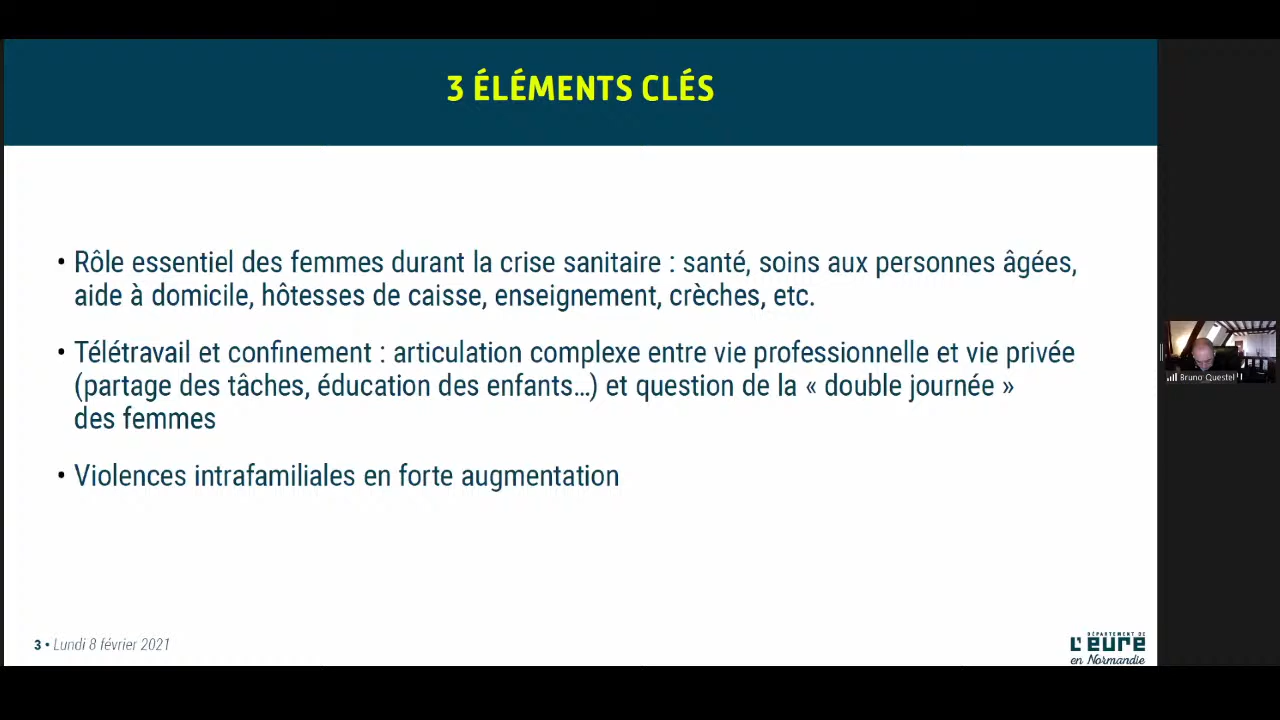 3 ÉLÉMENTS CLÉS
• Rôle essentiel des femmes durant la crise sanitaire : santé, soins aux personnes âgées,
aide à domicile, hôtesses de caisse, enseignement, crèches, etc.
• Télétravail et confinement : articulation complexe entre vie professionnelle et vie privée
(partage des tâches, éducation des enfants...) et question de la « double journée »
des femmes
• Violences intrafamiliales en forte augmentation
Bruno Questel
3 • Lundi 8 février 2021
DÉPARTEMENT DE
L'EURE
en Normandie